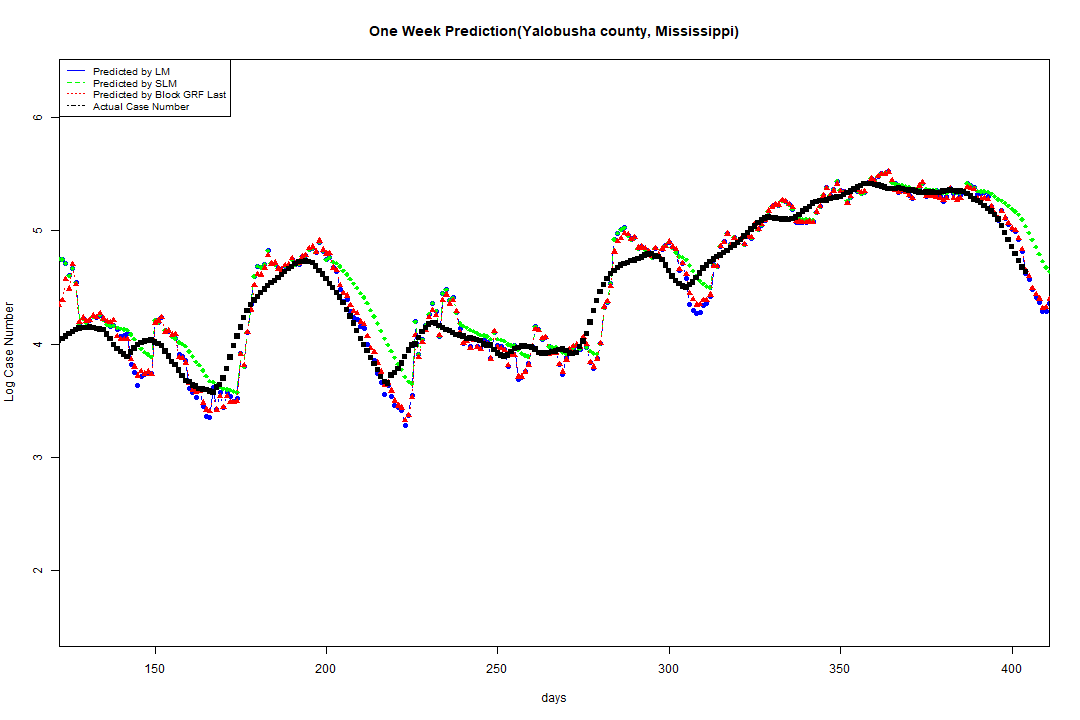 One Week Prediction(Yalobusha county, Mississippi)
Predicted by LM
Predicted by SLM
Predicted by Block GRF Last
Actual Case Number
6
5
4
3
2
Log Case Number
150 200 250 300 350 400
days